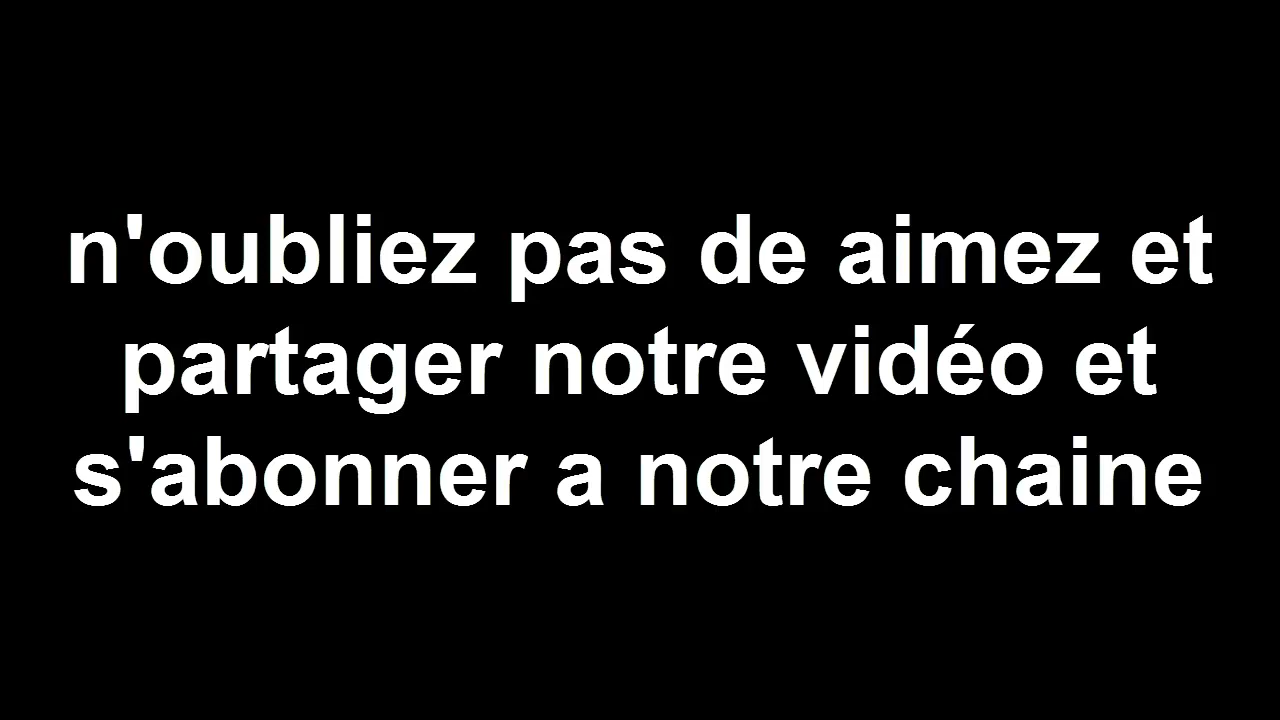 n'oubliez pas de aimez et
partager notre vidéo et
s'abonner a notre chaine